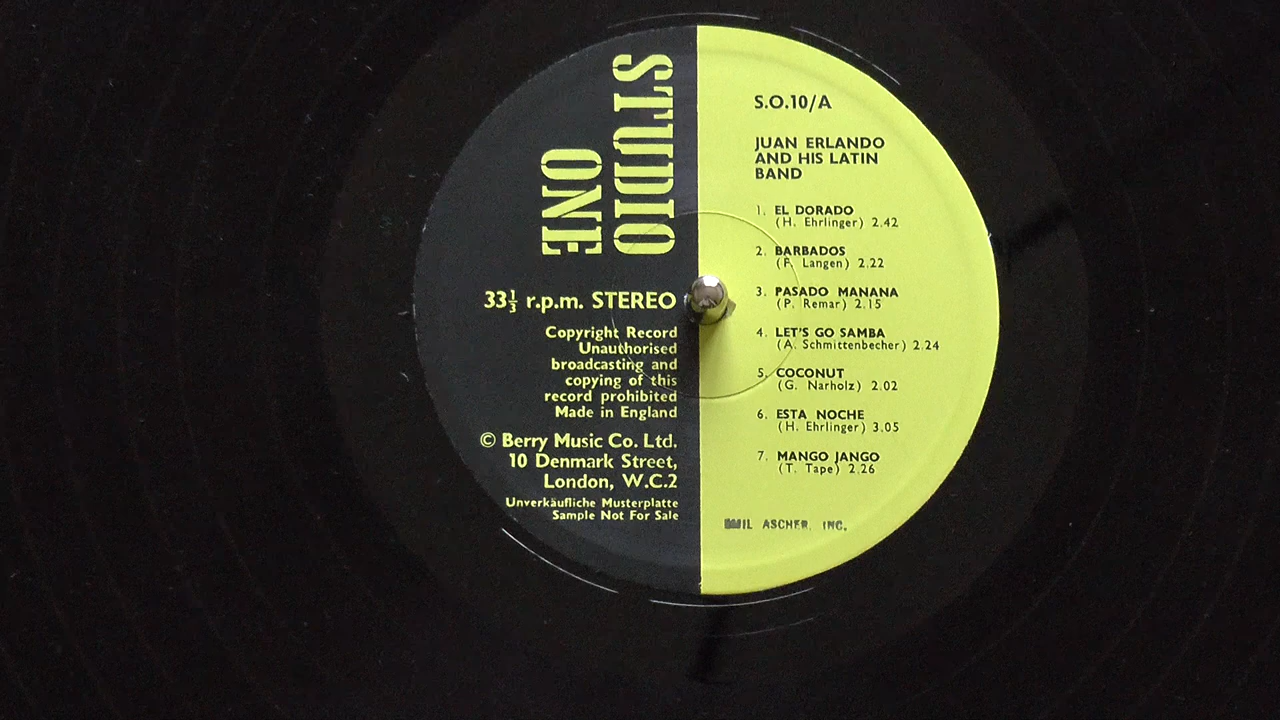 STUDIO
ONE
33⅓ r.p.m. STEREO
Copyright Record
Unauthorised
broadcasting and
copying of this
record prohibited
Made in England
© Berry Music Co. Ltd.
10 Denmark Street,
London, W.C.2
Unverkäufliche Musterplatte
Sample Not For Sale
S.O.10/A
JUAN ERLANDO
AND HIS LATIN
BAND
1. EL DORADO
(H. Ehrlinger) 2.42
2. BARBADOS
(P. Langen) 2.22
3. PASADO MANANA
(P. Remar) 2.15
4. LET'S GO SAMBA
(A. Schmittenbecher) 2.24
5. COCONUT
(G. Narholz) 2.02
6. ESTA NOCHE
(H. Ehrlinger) 3.05
7. MANGO JANGO
(T. Tape) 2.26
EMIL ASCHER, INC.